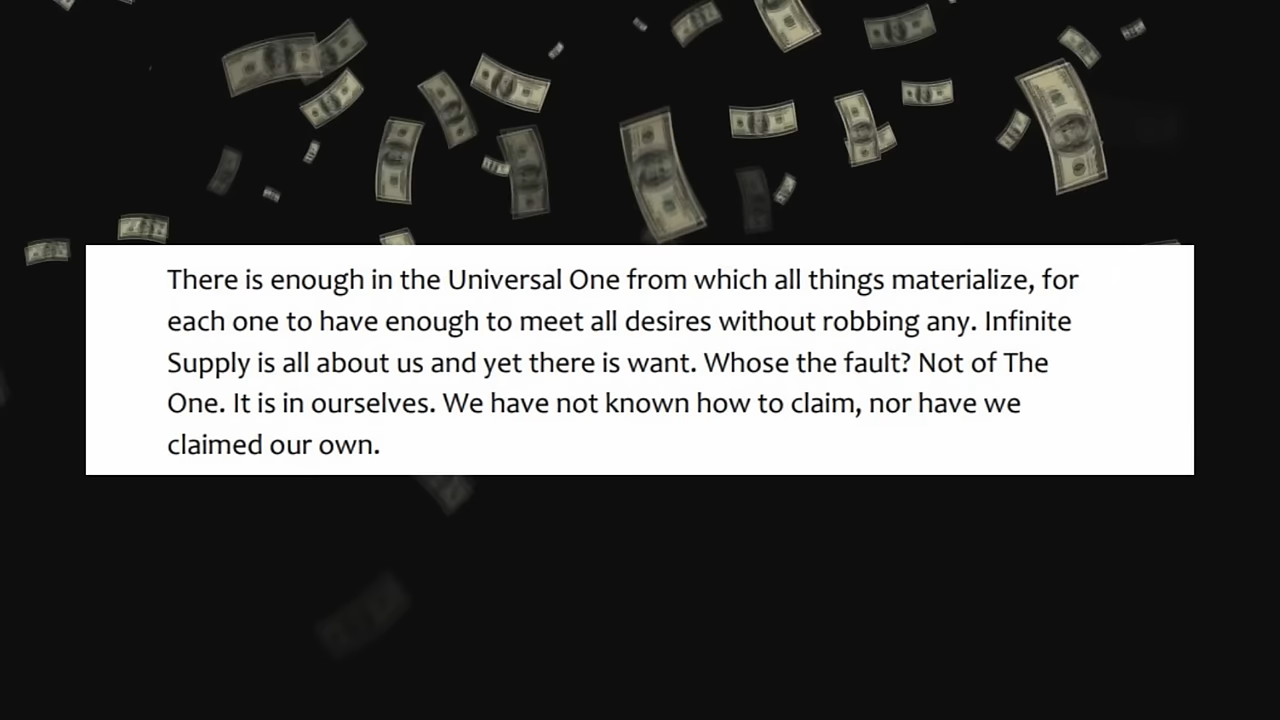 There is enough in the Universal One from which all things materialize, for
each one to have enough to meet all desires without robbing any. Infinite
Supply is all about us and yet there is want. Whose the fault? Not of The
One. It is in ourselves. We have not known how to claim, nor have we
claimed our own.